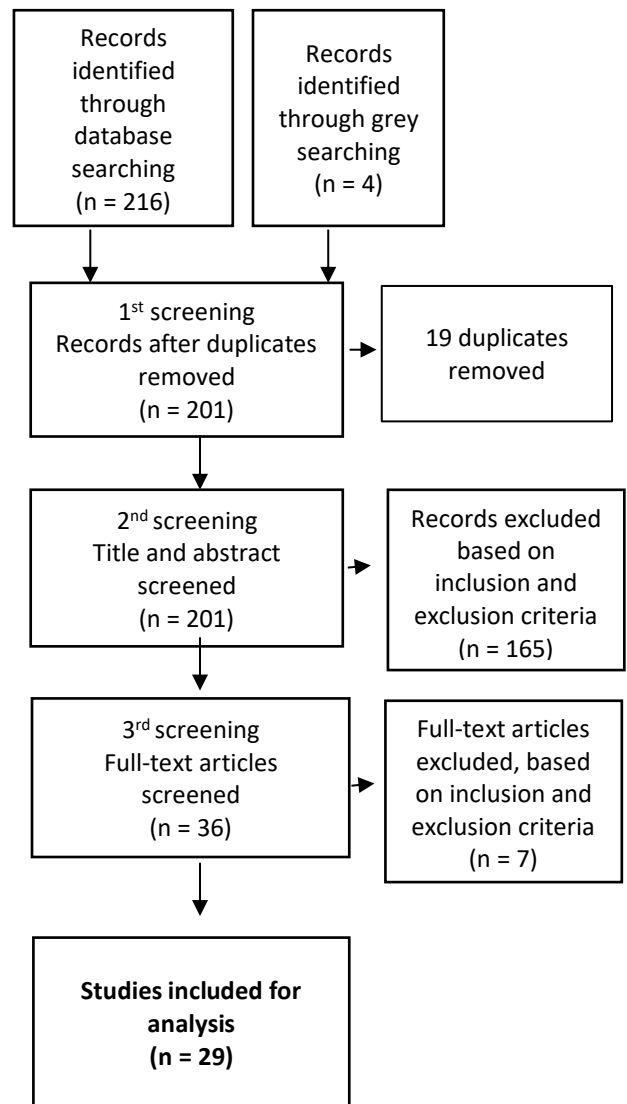 Records
identified
through
database
searching
(n = 216)
Records
identified
through grey
searching
(n = 4)
1st screening
Records after duplicates
removed
(n = 201)
19 duplicates
removed
2nd screening
Title and abstract
screened
(n = 201)
Records excluded
based on
inclusion and
exclusion criteria
(n = 165)
3rd screening
Full-text articles
screened
(n = 36)
Full-text articles
excluded, based
on inclusion and
exclusion criteria
(n = 7)
Studies included for
analysis
(n = 29)